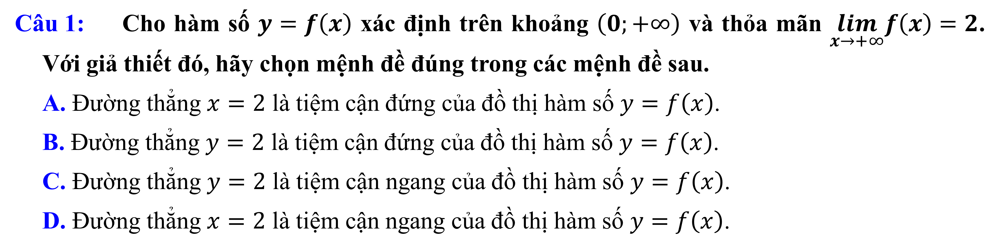 Câu 1: Cho hàm số y = f(x) xác định trên khoảng (0; +∞) và thỏa mãn lim f(x) = 2.
x→+∞
Với giả thiết đó, hãy chọn mệnh đề đúng trong các mệnh đề sau.
A. Đường thẳng x = 2 là tiệm cận đứng của đồ thị hàm số y = f(x).
B. Đường thẳng y = 2 là tiệm cận đứng của đồ thị hàm số y = f(x).
C. Đường thẳng y = 2 là tiệm cận ngang của đồ thị hàm số y = f(x).
D. Đường thẳng x = 2 là tiệm cận ngang của đồ thị hàm số y = f(x).